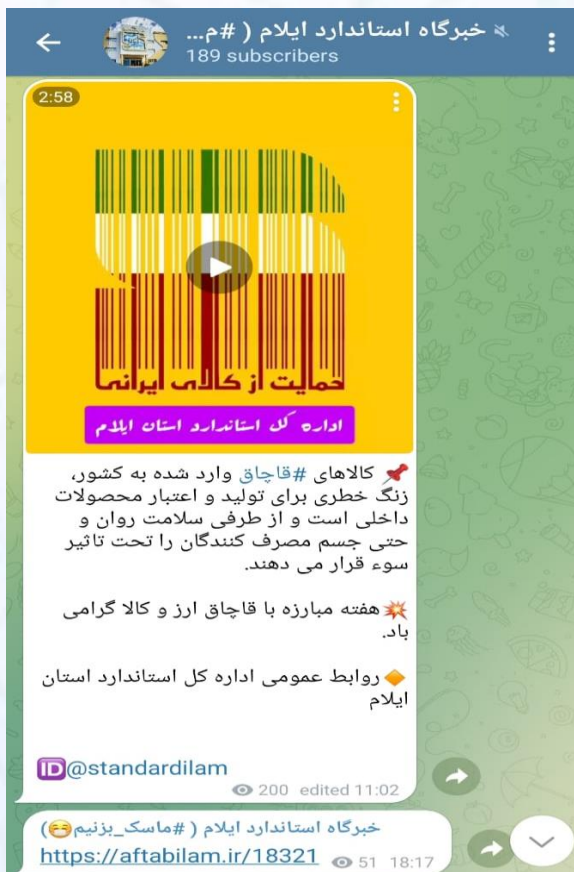 خبرگاه استاندارد ایلام ( #م...
189 subscribers
2:58
حمایت از کالای ایرانی
اداره کل استاندارد استان ایلام
📌 کالاهای #قاچاق وارد شده به کشور،
زنگ خطری برای تولید و اعتبار محصولات
داخلی است و از طرفی سلامت روان و
حتی جسم مصرف کنندگان را تحت تاثیر
سوء قرار می دهند.
💥هفته مبارزه با قاچاق ارز و کالا گرامی
باد.
🔸روابط عمومی اداره کل استاندارد استان
ایلام
🆔@standardilam
200 edited 11:02
خبرگاه استاندارد ایلام ( #ماسک_بزنیم😷)
https://aftabilam.ir/18321 51 18:17